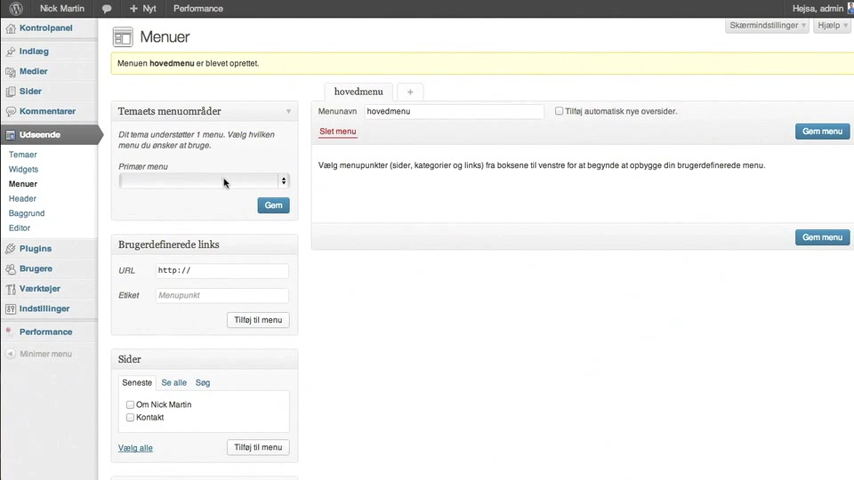 Nick Martin
Nyt
Performance
Hejsa, admin
Skærmindstillinger
Hjælp
Kontrolpanel
Indlæg
Medier
Sider
Kommentarer
Udseende
Temaer
Widgets
Menuer
Header
Baggrund
Editor
Plugins
Brugere
Værktøjer
Indstillinger
Performance
Minimer menu
Menuer
Menuen hovedmenu er blevet oprettet.
Temaets menuområder
Dit tema understøtter 1 menu. Vælg hvilken
menu du ønsker at bruge.
Primær menu
Gem
Brugerdefinerede links
URL http://
Etiket Menupunkt
Tilføj til menu
Sider
Seneste Se alle Søg
Om Nick Martin
Kontakt
Vælg alle Tilføj til menu
hovedmenu +
Menunavn hovedmenu Tilføj automatisk nye oversider.
Slet menu Gem menu
Vælg menupunkter (sider, kategorier og links) fra boksene til venstre for at begynde at opbygge din brugerdefinerede menu.
Gem menu